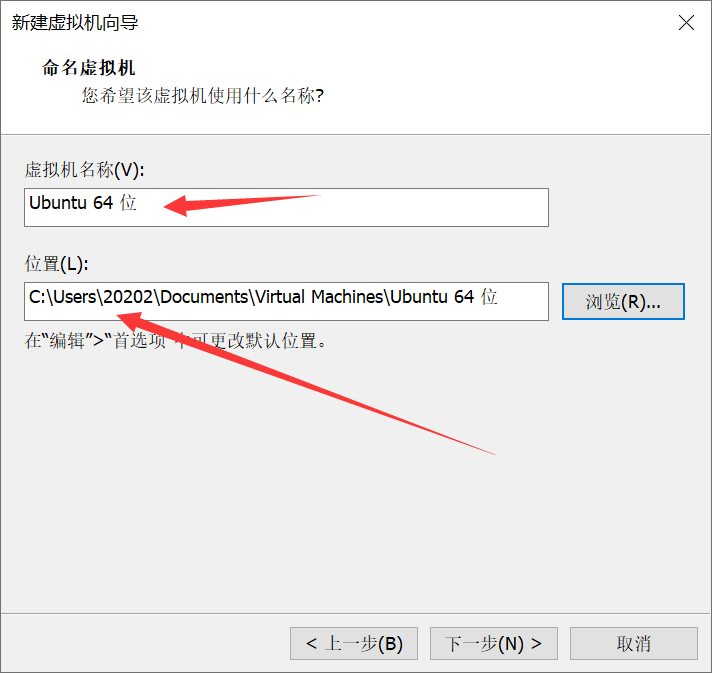 新建虚拟机向导
命名虚拟机
您希望该虚拟机使用什么名称?
虚拟机名称(V):
Ubuntu 64 位
位置(L):
C:\Users\20202\Documents\Virtual Machines\Ubuntu 64 位
浏览(R)...
在“编辑”>“首选项 中可更改默认位置。
< 上一步(B)
下一步(N) >
取消